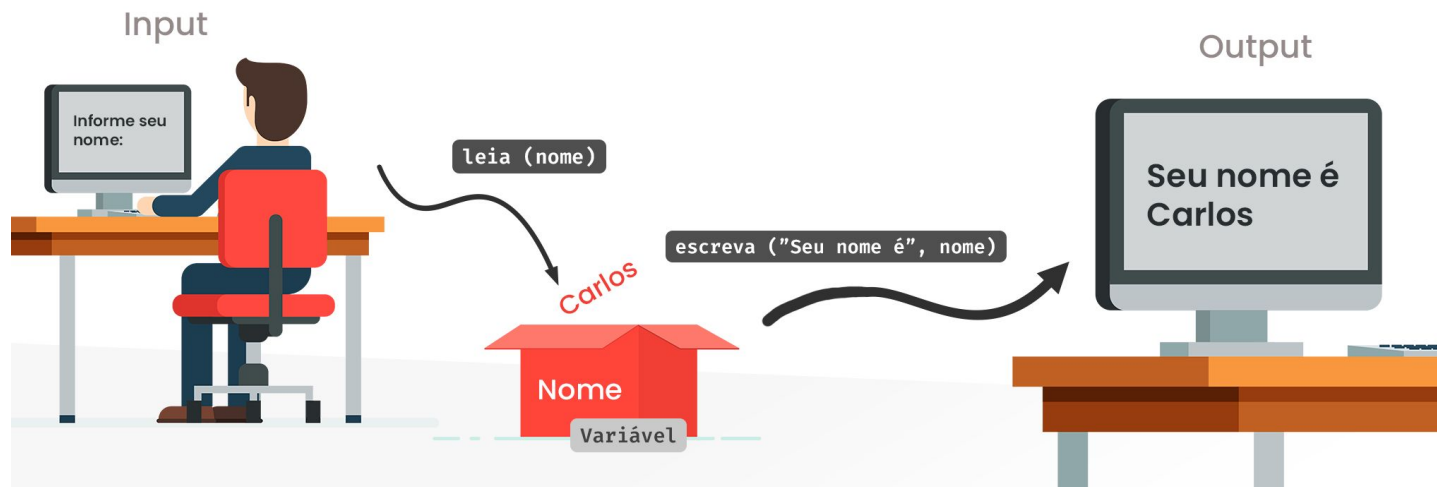 Input
Output
Informe seu
nome:
leia (nome)
Seu nome é
Carlos
escreva (”Seu nome é”, nome)
Carlos
Nome
Variável